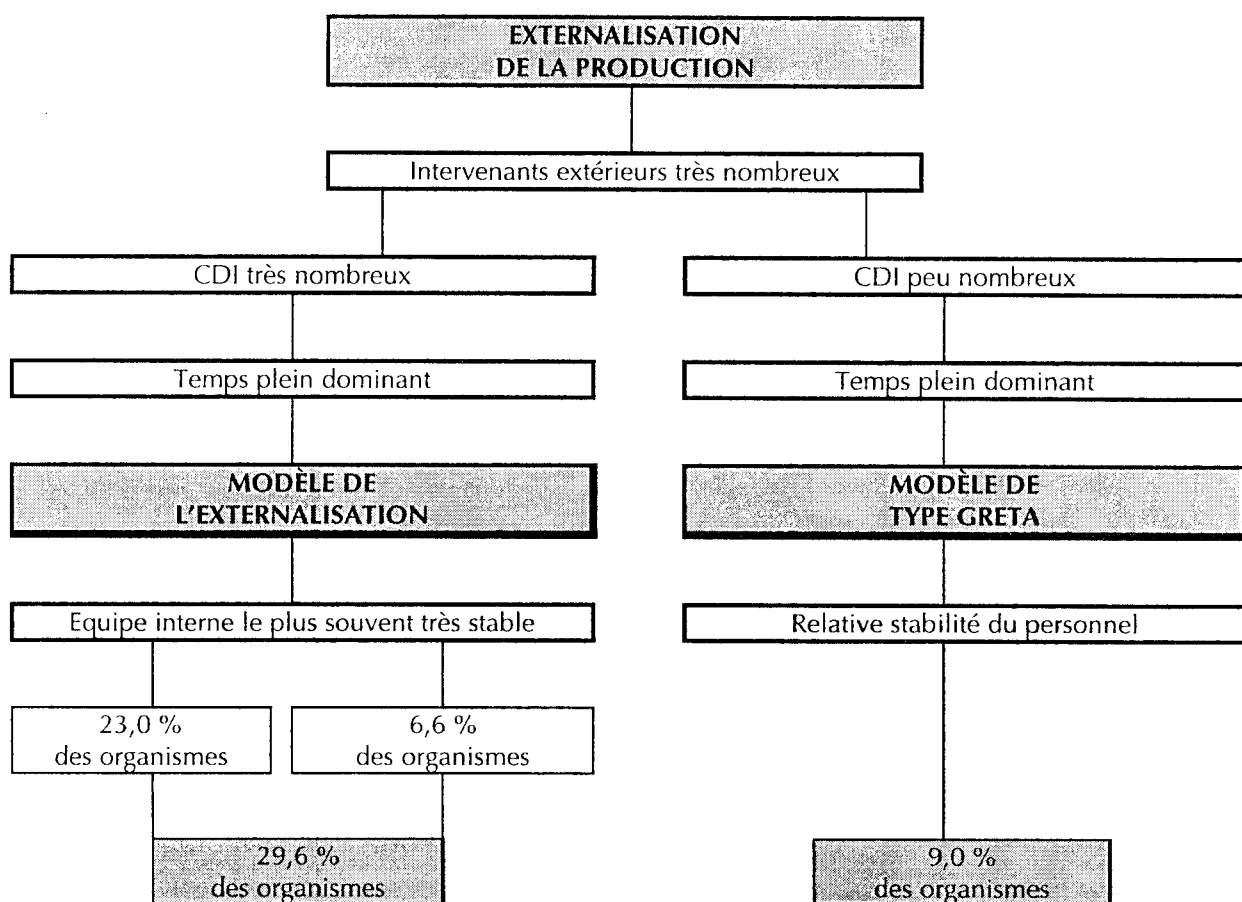 EXTERNALISATION
DE LA PRODUCTION
Intervenants extérieurs très nombreux
CDI très nombreux
CDI peu nombreux
Temps plein dominant
Temps plein dominant
MODÈLE DE
L'EXTERNALISATION
MODÈLE DE
TYPE GRETA
Equipe interne le plus souvent très stable
Relative stabilité du personnel
23,0 %
des organismes
6,6 %
des organismes
29,6 %
des organismes
9,0 %
des organismes